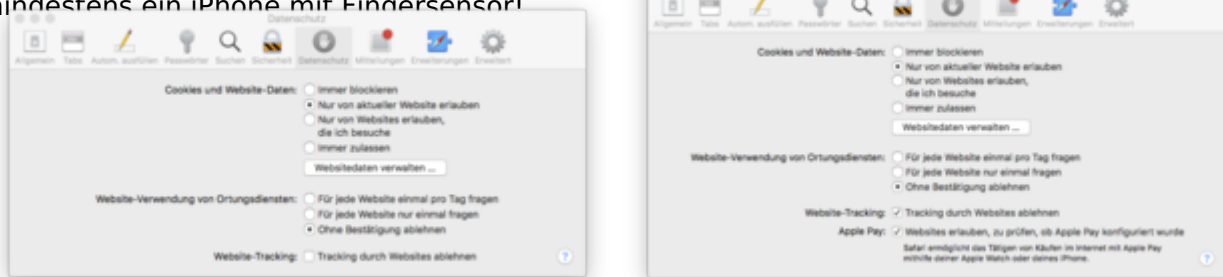 mindestens ein iPhone mit Fingersensor!
Datenschutz
Allgemein Tabs Autom. ausfüllen Passwörter Suchen Sicherheit Datenschutz Mitteilungen Erweiterungen Erweitert
Cookies und Website-Daten: Immer blockieren
Nur von aktueller Website erlauben
Nur von Websites erlauben,
die ich besuche
Immer zulassen
Websitedaten verwalten ...
Website-Verwendung von Ortungsdiensten: Für jede Website einmal pro Tag fragen
Für jede Website nur einmal fragen
Ohne Bestätigung ablehnen
Website-Tracking: Tracking durch Websites ablehnen
?
Allgemein Tabs Autom. ausfüllen Passwörter Suchen Sicherheit Datenschutz Mitteilungen Erweiterungen Erweitert
Cookies und Website-Daten: Immer blockieren
Nur von aktueller Website erlauben
Nur von Websites erlauben,
die ich besuche
Immer zulassen
Websitedaten verwalten ...
Website-Verwendung von Ortungsdiensten: Für jede Website einmal pro Tag fragen
Für jede Website nur einmal fragen
Ohne Bestätigung ablehnen
Website-Tracking: Tracking durch Websites ablehnen
Apple Pay: Websites erlauben, zu prüfen, ob Apple Pay konfiguriert wurde
Safari ermöglicht das Tätigen von Käufen im Internet mit Apple Pay
mithilfe deiner Apple Watch oder deines iPhone.
?